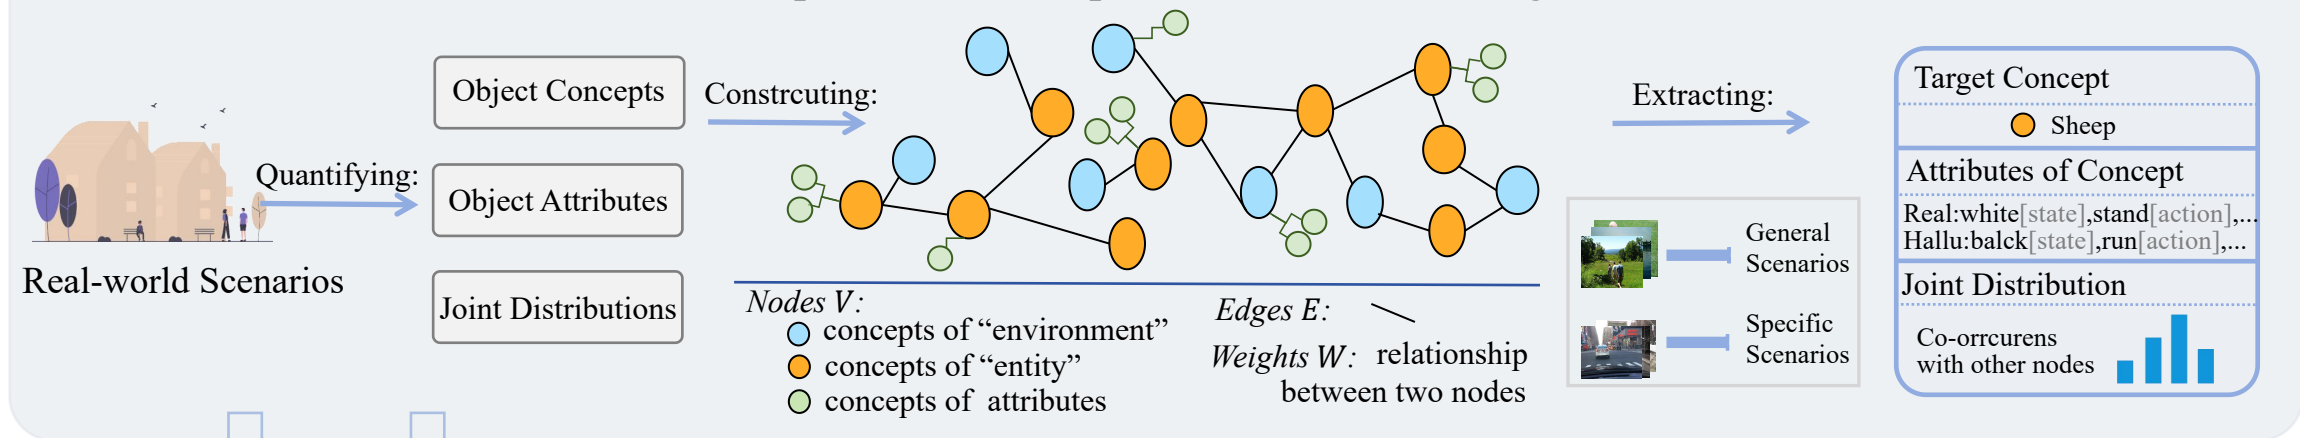 Real-world Scenarios
Quantifying:
Object Concepts
Object Attributes
Joint Distributions
Constrcuting:
Nodes V:
concepts of “environment”
concepts of “entity”
concepts of attributes
Edges E:
Weights W: relationship
between two nodes
Extracting:
General
Scenarios
Specific
Scenarios
Target Concept
Sheep
Attributes of Concept
Real:white[state],stand[action],...
Hallu:balck[state],run[action],...
Joint Distribution
Co-orrcurens
with other nodes